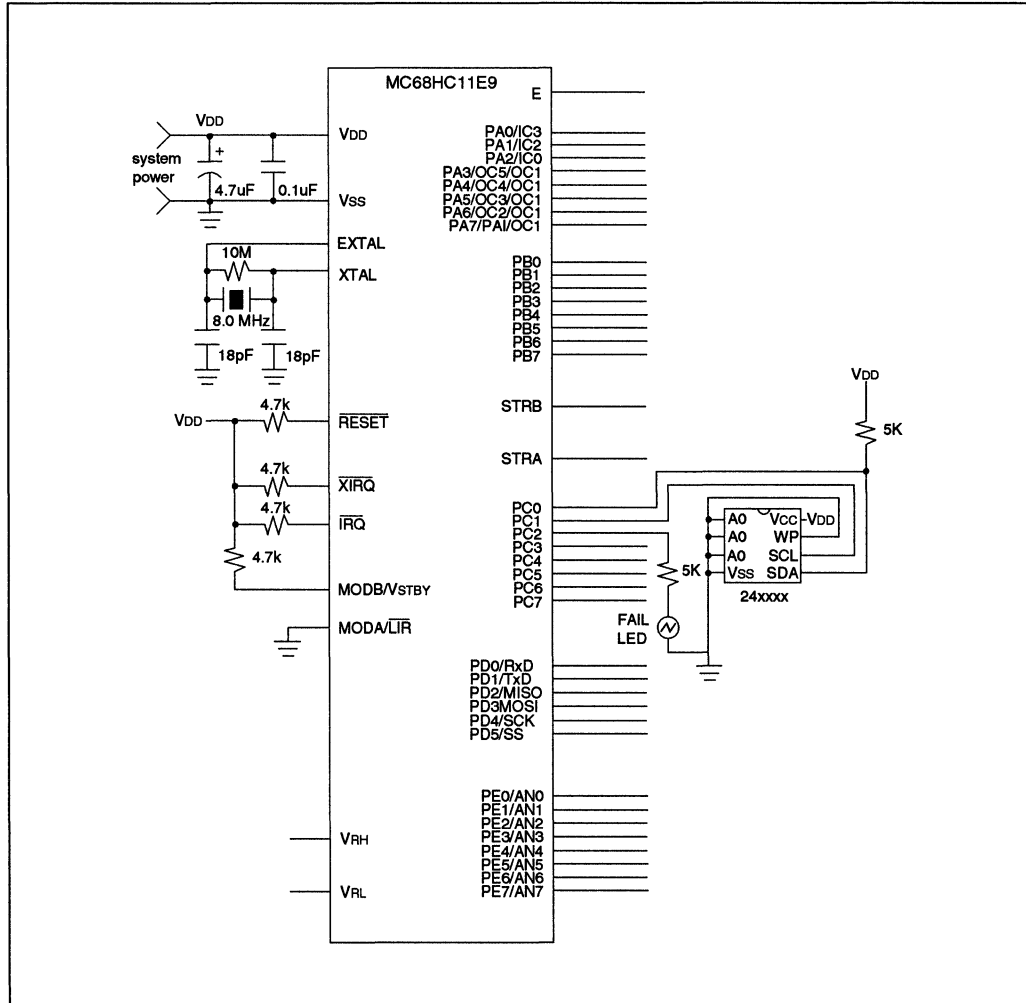 MC68HC11E9
E
VDD
VDD
system
power
+
4.7uF
0.1uF
VSS
PA0/IC3
PA1/IC2
PA2/IC0
PA3/OC5/OC1
PA4/OC4/OC1
PA5/OC3/OC1
PA6/OC2/OC1
PA7/PAI/OC1
EXTAL
10M
XTAL
8.0 MHz
18pF
18pF
PB0
PB1
PB2
PB3
PB4
PB5
PB6
PB7
VDD
4.7k
RESET
4.7k
XIRQ
4.7k
IRQ
4.7k
MODB/VSTBY
MODA/LIR
STRB
STRA
PC0
PC1
PC2
PC3
PC4
PC5
PC6
PC7
VDD
5K
A0 VCC VDD
A0 WP
A0 SCL
VSS SDA
24xxxx
5K
FAIL
LED
PD0/RxD
PD1/TxD
PD2/MISO
PD3MOSI
PD4/SCK
PD5/SS
PE0/AN0
PE1/AN1
PE2/AN2
PE3/AN3
PE4/AN4
PE5/AN5
PE6/AN6
PE7/AN7
VRH
VRL